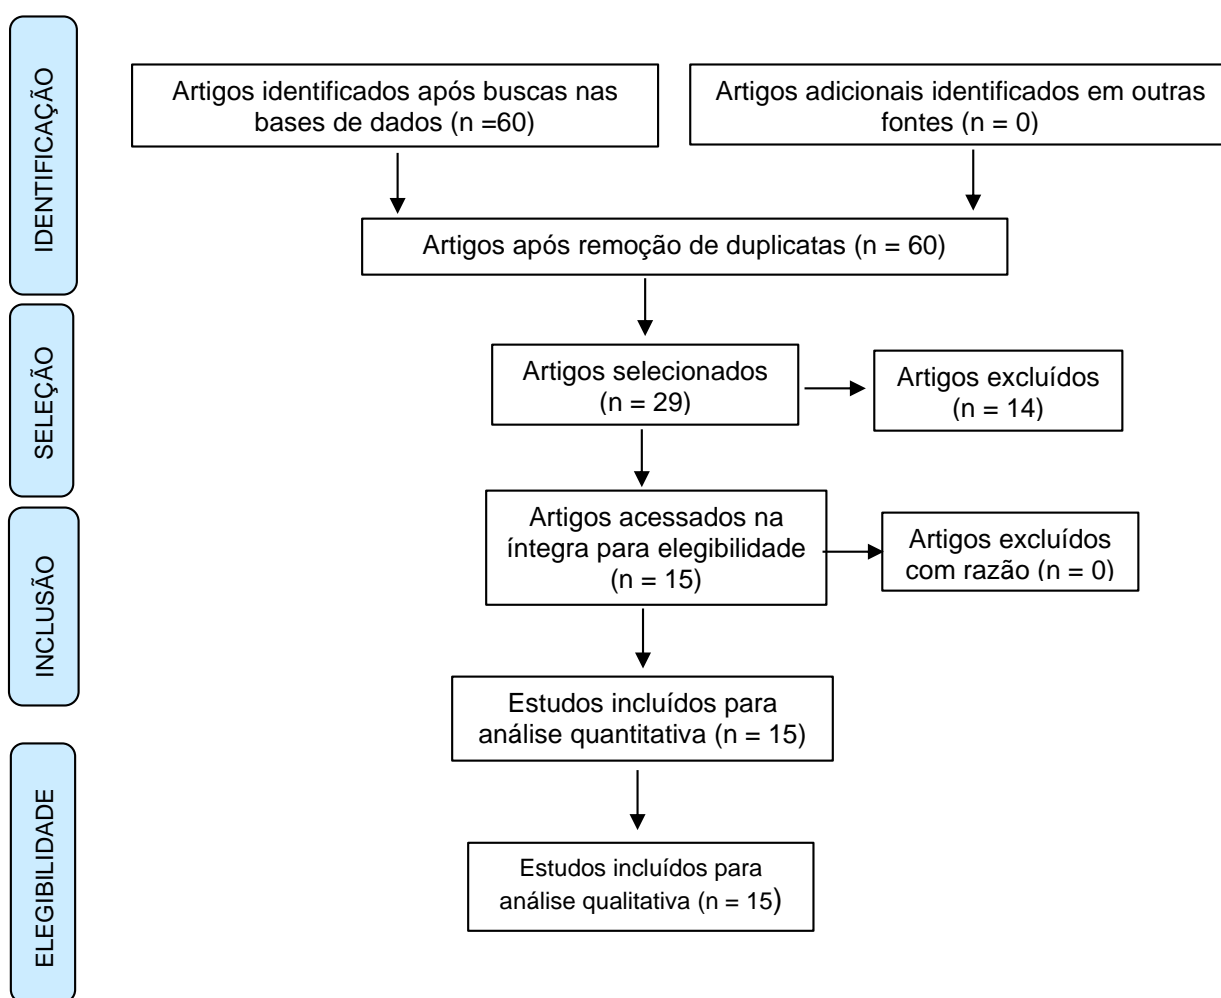 IDENTIFICAÇÃO
Artigos identificados após buscas nas
bases de dados (n =60)
Artigos adicionais identificados em outras
fontes (n = 0)
Artigos após remoção de duplicatas (n = 60)
SELEÇÃO
Artigos selecionados
(n = 29)
Artigos excluídos
(n = 14)
INCLUSÃO
Artigos acessados na
íntegra para elegibilidade
(n = 15)
Artigos excluídos
com razão (n = 0)
Estudos incluídos para
análise quantitativa (n = 15)
ELEGIBILIDADE
Estudos incluídos para
análise qualitativa (n = 15)